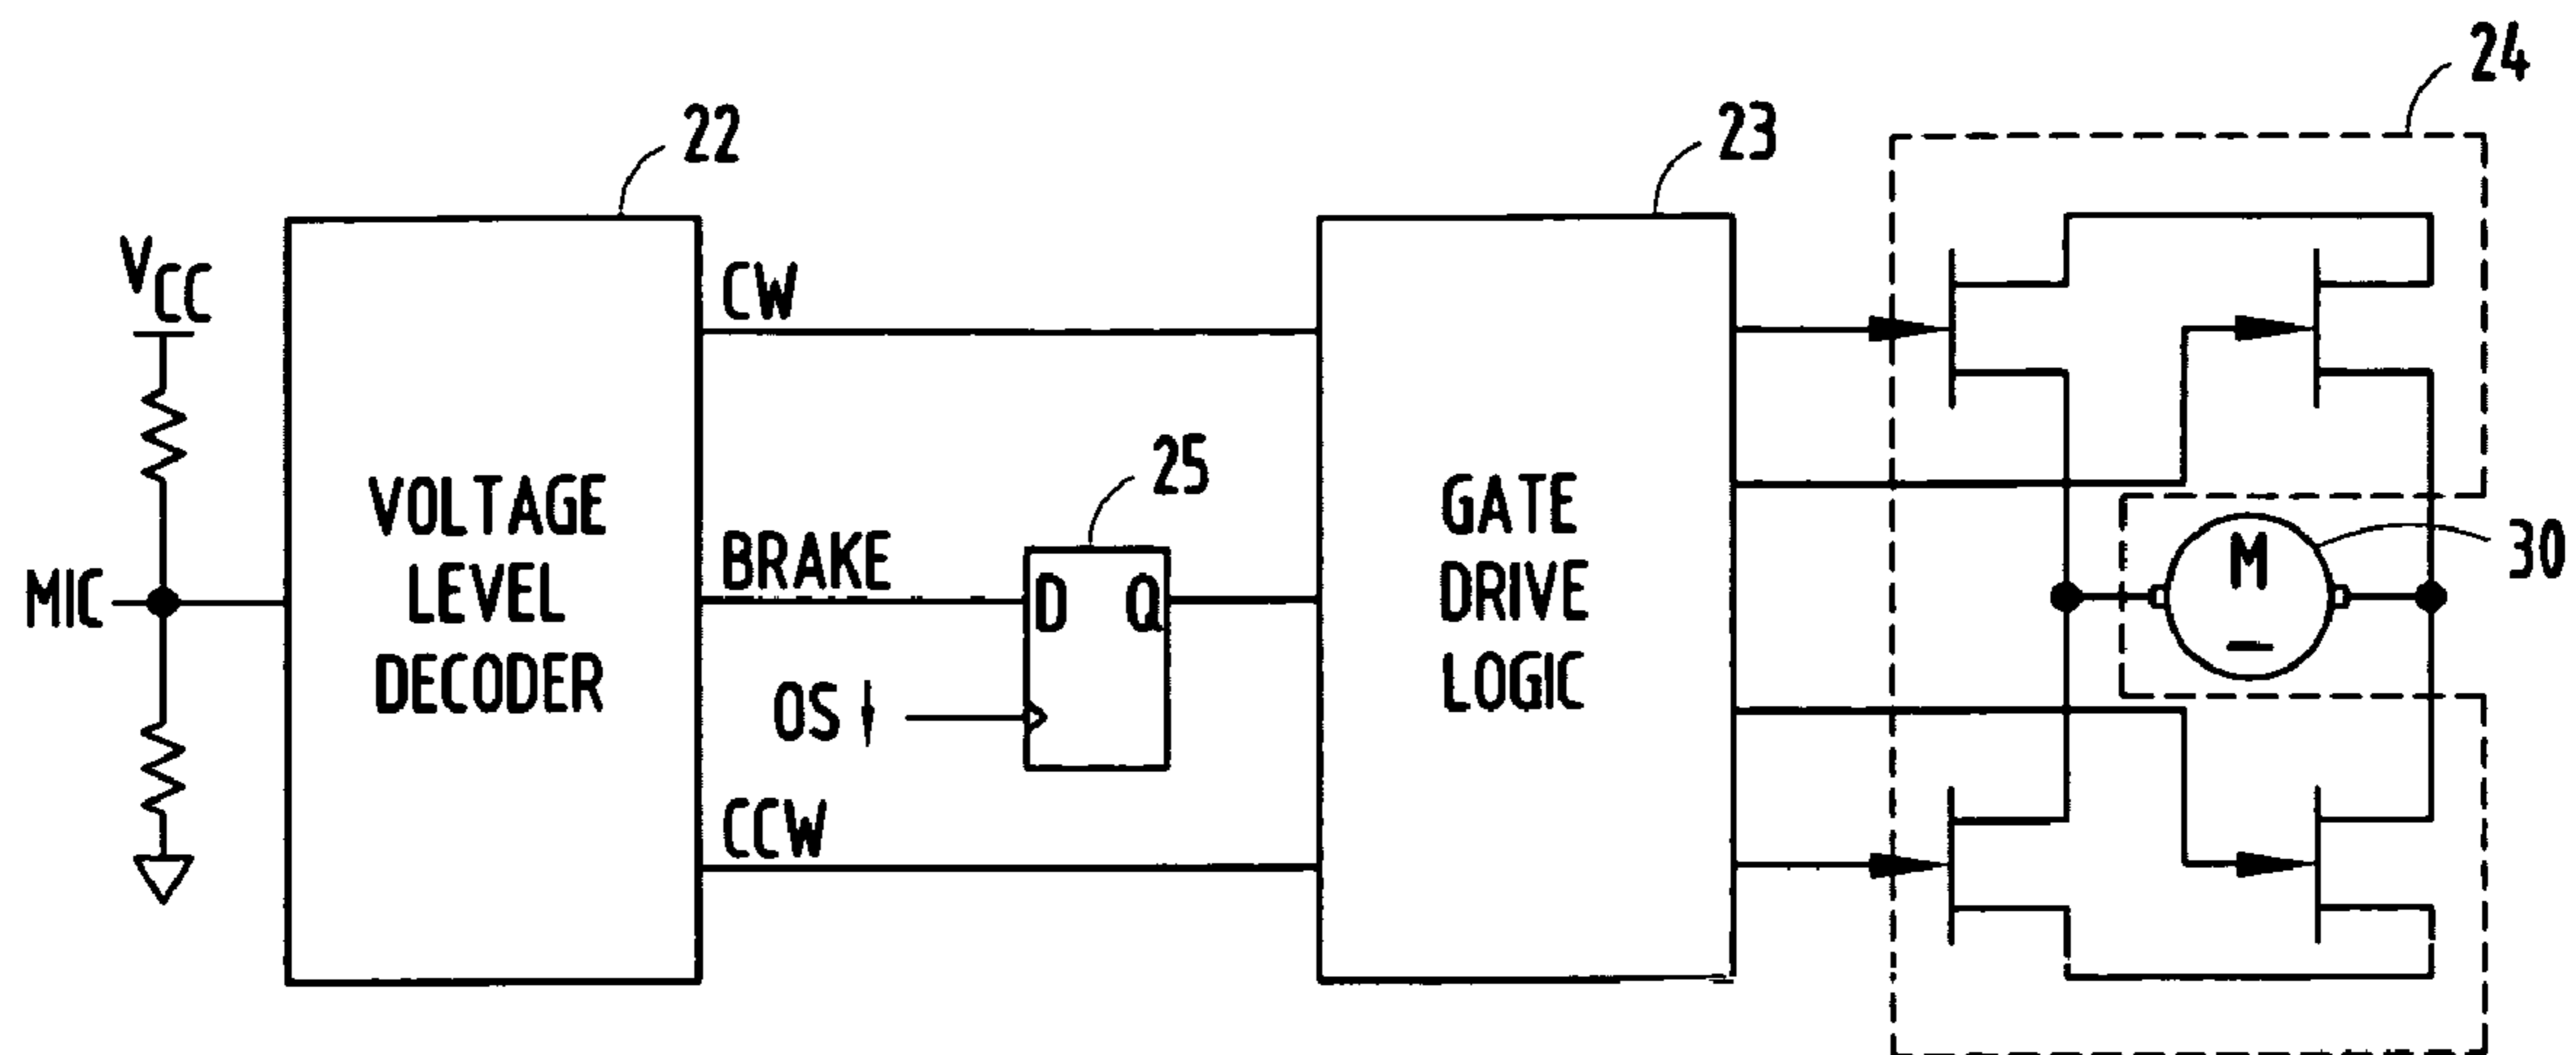 24
22
23
VCC
CW
25
VOLTAGE
LEVEL
DECODER
GATE
DRIVE
LOGIC
BRAKE
M
30
MIC
D Q
OS
CCW